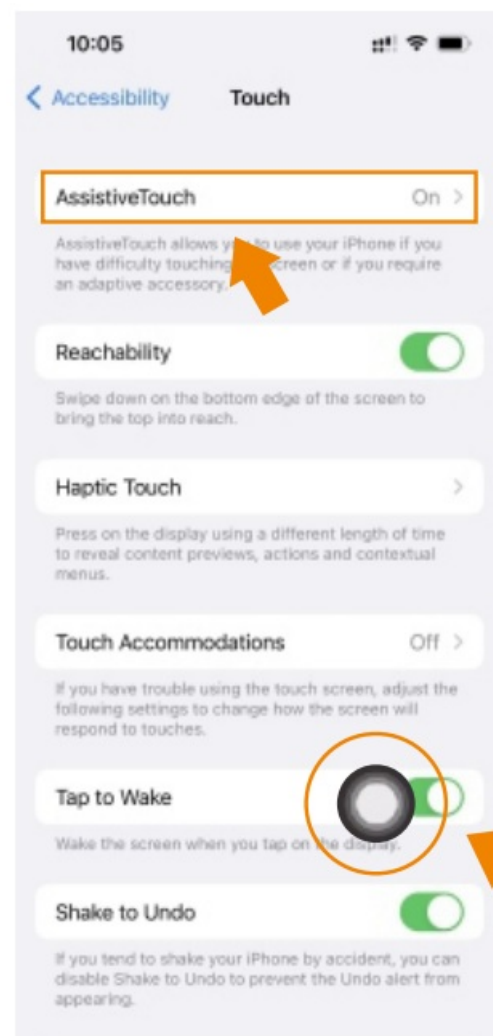 10:05
Accessibility Touch
AssistiveTouch On
AssistiveTouch allows you to use your iPhone if you
have difficulty touching screen or if you require
an adaptive accessory.
Reachability
Swipe down on the bottom edge of the screen to
bring the top into reach.
Haptic Touch
Press on the display using a different length of time
to reveal content previews, actions and contextual
menus.
Touch Accommodations Off
If you have trouble using the touch screen, adjust the
following settings to change how the screen will
respond to touches.
Tap to Wake
Wake the screen when you tap on the display.
Shake to Undo
If you tend to shake your iPhone by accident, you can
disable Shake to Undo to prevent the Undo alert from
appearing.